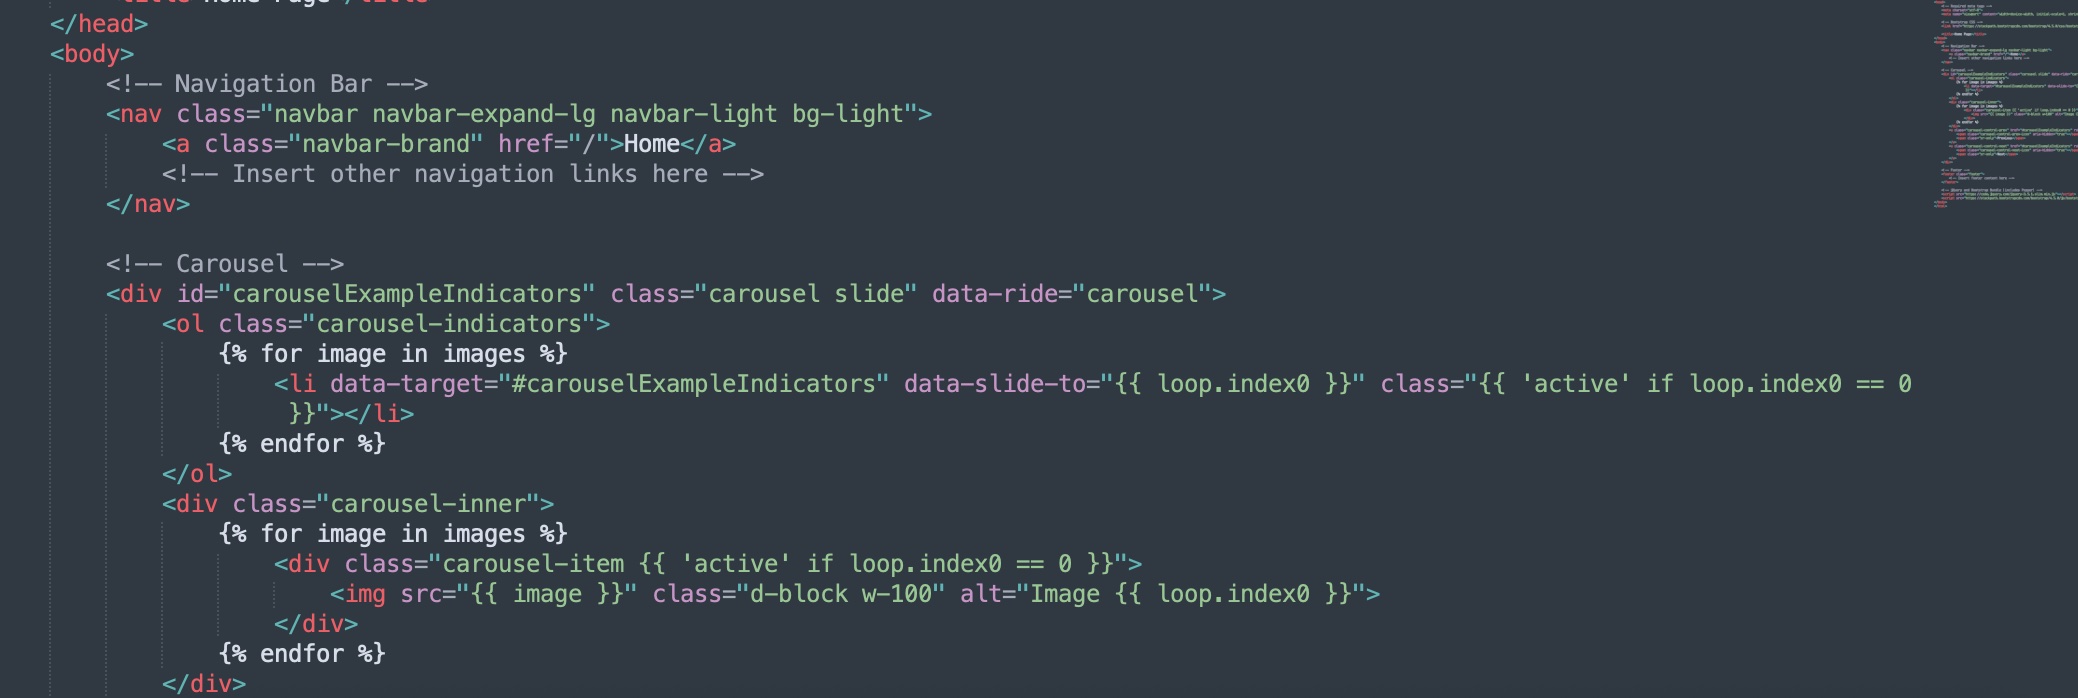 </head>
<body>
<!-- Navigation Bar -->
<nav class="navbar navbar-expand-lg navbar-light bg-light">
<a class="navbar-brand" href="/">Home</a>
<!-- Insert other navigation links here -->
</nav>
<!-- Carousel -->
<div id="carouselExampleIndicators" class="carousel slide" data-ride="carousel">
<ol class="carousel-indicators">
{% for image in images %}
<li data-target="#carouselExampleIndicators" data-slide-to="{{ loop.index0 }}" class="{{ 'active' if loop.index0 == 0
}}"></li>
{% endfor %}
</ol>
<div class="carousel-inner">
{% for image in images %}
<div class="carousel-item {{ 'active' if loop.index0 == 0 }}">
<img src="{{ image }}" class="d-block w-100" alt="Image {{ loop.index0 }}">
</div>
{% endfor %}
</div>